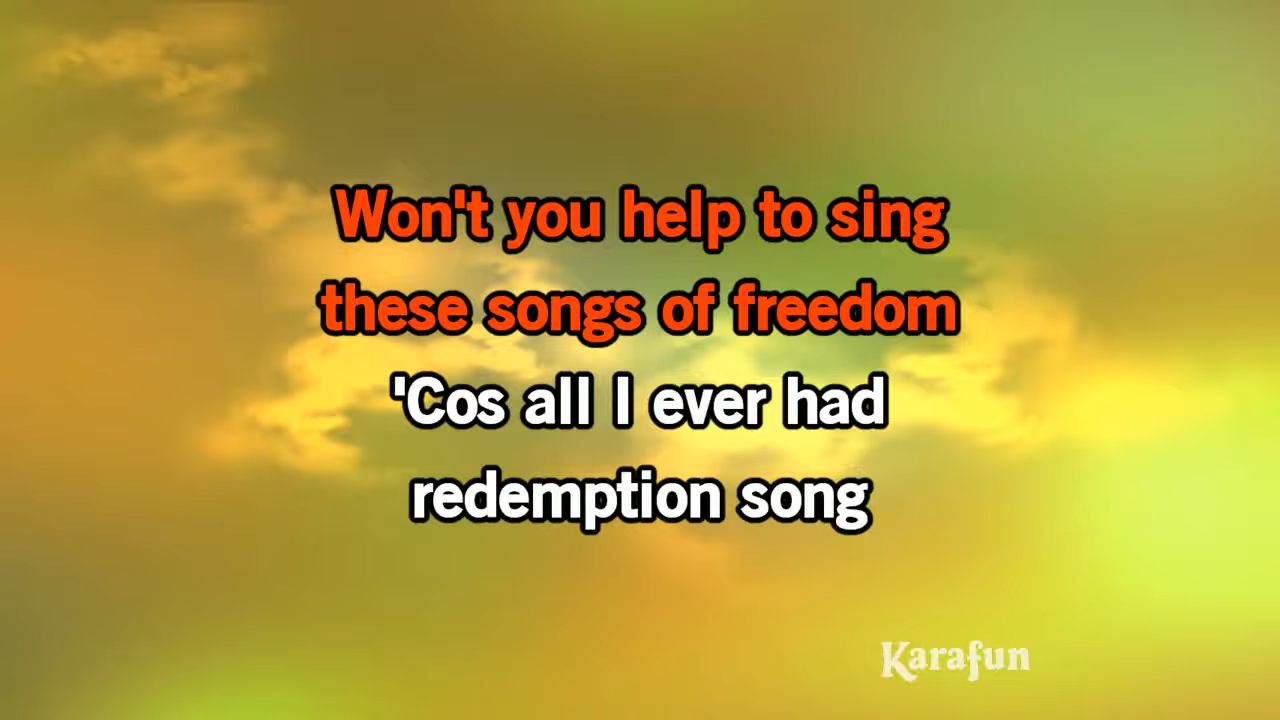 Won't you help to sing
these songs of freedom
'Cos all I ever had
redemption song
Karafun